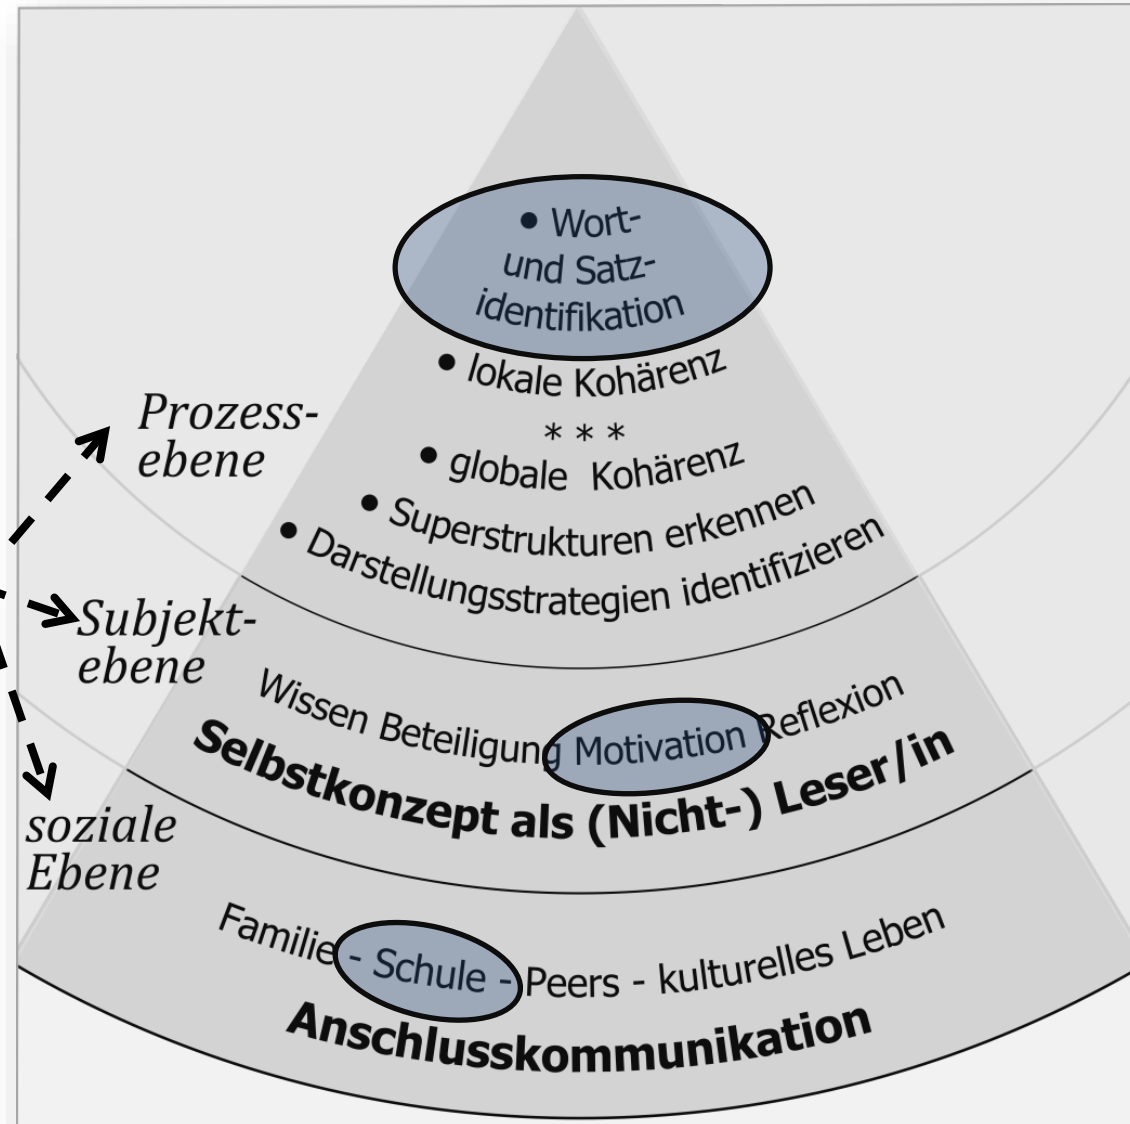 • Wort-
und Satz-
identifikation
• lokale Kohärenz
* * *
• globale Kohärenz
• Superstrukturen erkennen
• Darstellungsstrategien identifizieren
Prozess-
ebene
Subjekt-
ebene
Wissen Beteiligung Motivation Reflexion
Selbstkonzept als (Nicht-) Leser/in
soziale
Ebene
Familie - Schule - Peers - kulturelles Leben
Anschlusskommunikation